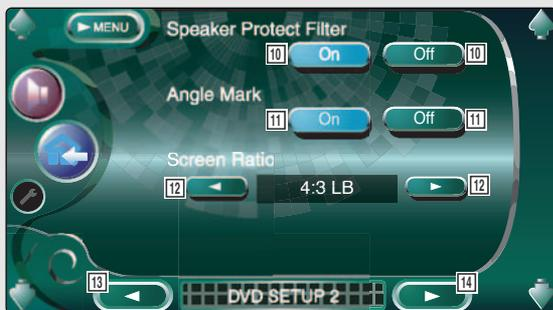 ► MENU
Speaker Protect Filter
10 On Off 10
Angle Mark
11 On Off 11
Screen Ratio
12 ◄ 4:3 LB ► 12
13 ◄ DVD SETUP 2 ► 14